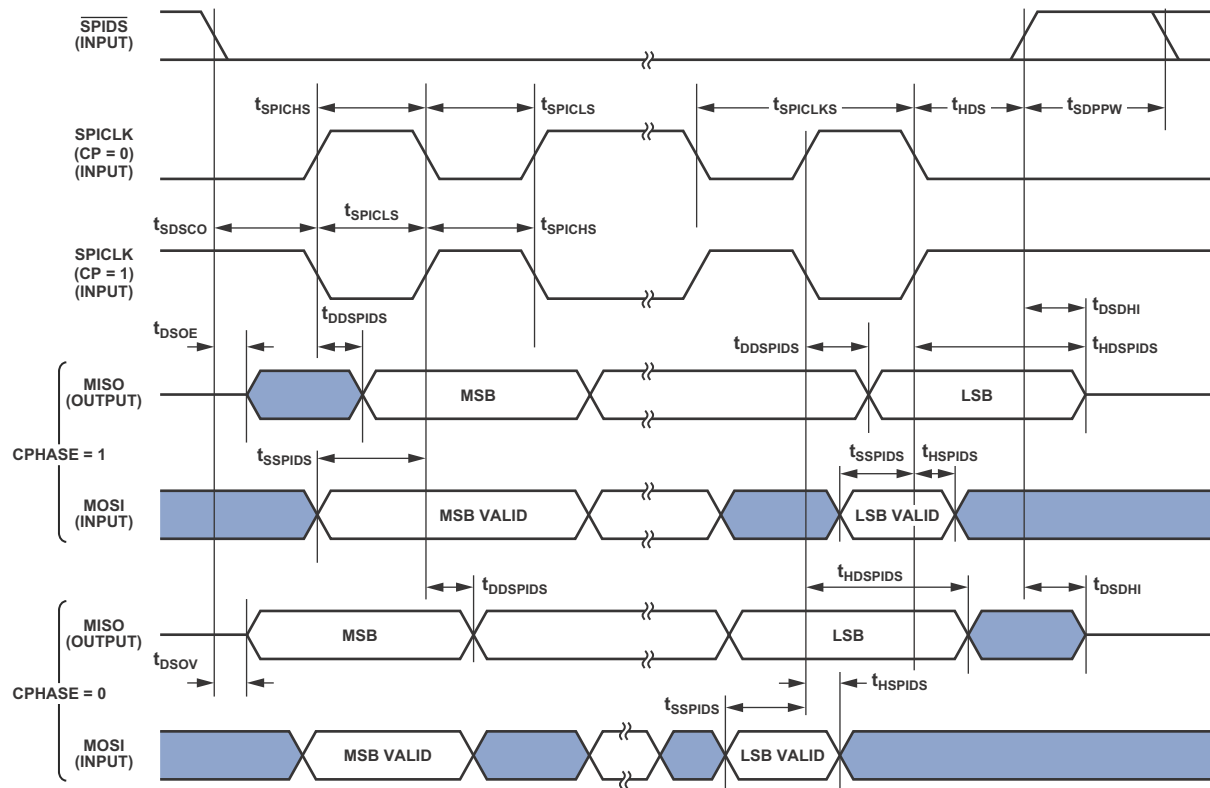 SPIDS
(INPUT)
tSPICHS
tSPICLS
tSPICLKS
tHDS
tSDPPW
SPICLK
(CP = 0)
(INPUT)
tSDSCO
tSPICLS
tSPICHS
SPICLK
(CP = 1)
(INPUT)
tDSOE
tDDSPIDS
tDDSPIDS
tDSDHI
tHDSPIDS
MISO
(OUTPUT)
MSB
LSB
CPHASE = 1
tSSPIDS
tSSPIDS
tHSPIDS
MOSI
(INPUT)
MSB VALID
LSB VALID
tDDSPIDS
tHDSPIDS
tDSDHI
MISO
(OUTPUT)
MSB
LSB
tDSOV
CPHASE = 0
tSSPIDS
tHSPIDS
MOSI
(INPUT)
MSB VALID
LSB VALID